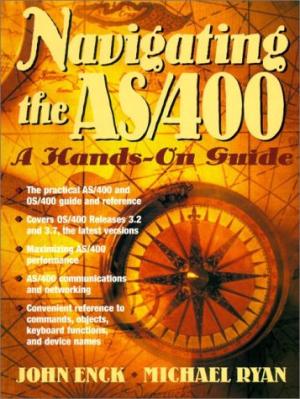 Navigating
the AS/400
A Hands-On Guide
The practical AS/400 and
OS/400 guide and reference
Covers OS/400 Releases 3.2
and 3.7, the latest versions
Maximizing AS/400
performance
AS/400 communications
and networking
Convenient reference to
commands, objects,
keyboard functions,
and device names
JOHN ENCK • MICHAEL RYAN